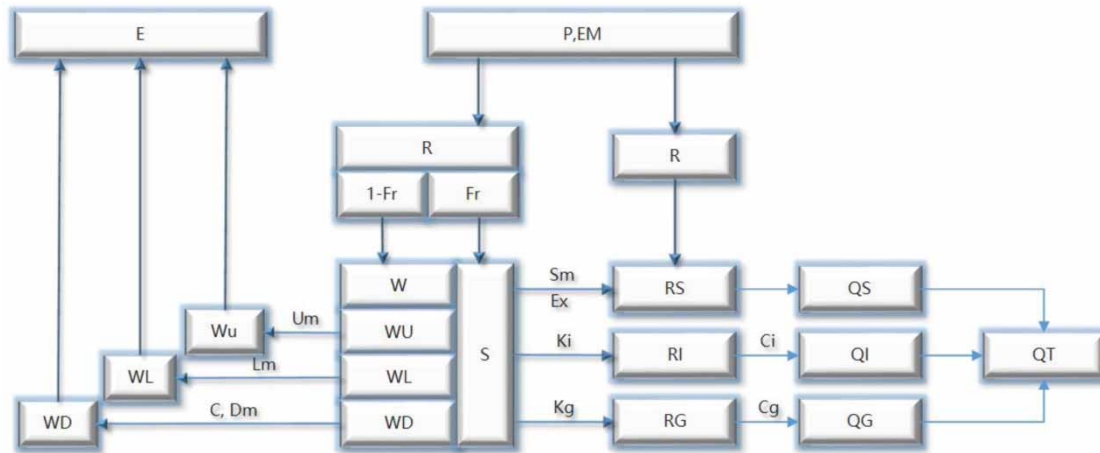 E
P,EM
R
R
1-Fr
Fr
W
Sm
RS
QS
Ex
Wu
Um
WU
S
Ki
RI
Ci
QI
QT
WL
Lm
WL
WD
C, Dm
WD
Kg
RG
Cg
QG